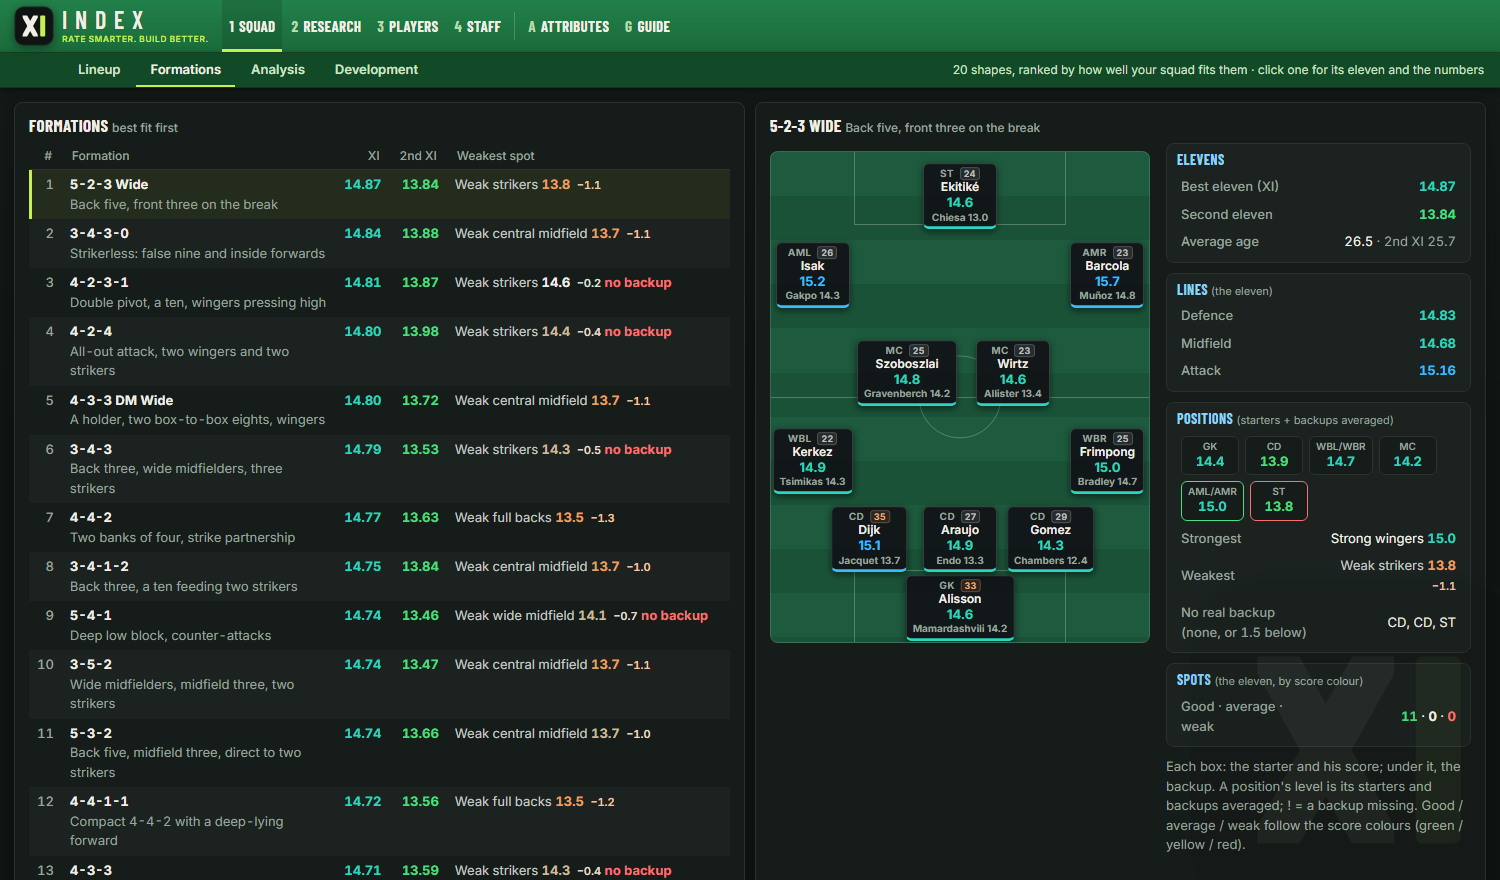 XI INDEX
RATE SMARTER. BUILD BETTER.
1 SQUAD 2 RESEARCH 3 PLAYERS 4 STAFF A ATTRIBUTES G GUIDE
Lineup Formations Analysis Development
20 shapes, ranked by how well your squad fits them · click one for its eleven and the numbers
FORMATIONS best fit first
# Formation XI 2nd XI Weakest spot
1 5-2-3 Wide 14.87 13.84 Weak strikers 13.8 −1.1
Back five, front three on the break
2 3-4-3-0 14.84 13.88 Weak central midfield 13.7 −1.1
Strikerless: false nine and inside forwards
3 4-2-3-1 14.81 13.87 Weak strikers 14.6 −0.2 no backup
Double pivot, a ten, wingers pressing high
4 4-2-4 14.80 13.98 Weak strikers 14.4 −0.4 no backup
All-out attack, two wingers and two
strikers
5 4-3-3 DM Wide 14.80 13.72 Weak central midfield 13.7 −1.1
A holder, two box-to-box eights, wingers
6 3-4-3 14.79 13.53 Weak strikers 14.3 −0.5 no backup
Back three, wide midfielders, three
strikers
7 4-4-2 14.77 13.63 Weak full backs 13.5 −1.3
Two banks of four, strike partnership
8 3-4-1-2 14.75 13.84 Weak central midfield 13.7 −1.0
Back three, a ten feeding two strikers
9 5-4-1 14.74 13.46 Weak wide midfield 14.1 −0.7 no backup
Deep low block, counter-attacks
10 3-5-2 14.74 13.47 Weak central midfield 13.7 −1.1
Wide midfielders, midfield three, two
strikers
11 5-3-2 14.74 13.66 Weak central midfield 13.7 −1.0
Back five, midfield three, direct to two
strikers
12 4-4-1-1 14.72 13.56 Weak full backs 13.5 −1.2
Compact 4-4-2 with a deep-lying
forward
13 4-3-3 14.71 13.59 Weak strikers 14.3 −0.4 no backup
5-2-3 WIDE Back five, front three on the break
ST 24
Ekitiké
14.6
Chiesa 13.0
AML 26
Isak
15.2
Gakpo 14.3
AMR 23
Barcola
15.7
Muñoz 14.8
MC 25
Szoboszlai
14.8
Gravenberch 14.2
MC 23
Wirtz
14.6
Allister 13.4
WBL 22
Kerkez
14.9
Tsimikas 14.3
WBR 25
Frimpong
15.0
Bradley 14.7
CD 35
Dijk
15.1
Jacquet 13.7
CD 27
Araujo
14.9
Endo 13.3
CD 29
Gomez
14.3
Chambers 12.4
GK 33
Alisson
14.6
Mamardashvili 14.2
ELEVENS
Best eleven (XI) 14.87
Second eleven 13.84
Average age 26.5 · 2nd XI 25.7
LINES (the eleven)
Defence 14.83
Midfield 14.68
Attack 15.16
POSITIONS (starters + backups averaged)
GK CD WBL/WBR MC
14.4 13.9 14.7 14.2
AML/AMR ST
15.0 13.8
Strongest Strong wingers 15.0
Weakest Weak strikers 13.8
−1.1
No real backup
(none, or 1.5 below) CD, CD, ST
SPOTS (the eleven, by score colour)
Good · average ·
weak 11 · 0 · 0
Each box: the starter and his score; under it, the
backup. A position's level is its starters and
backups averaged; ! = a backup missing. Good /
average / weak follow the score colours (green /
yellow / red).